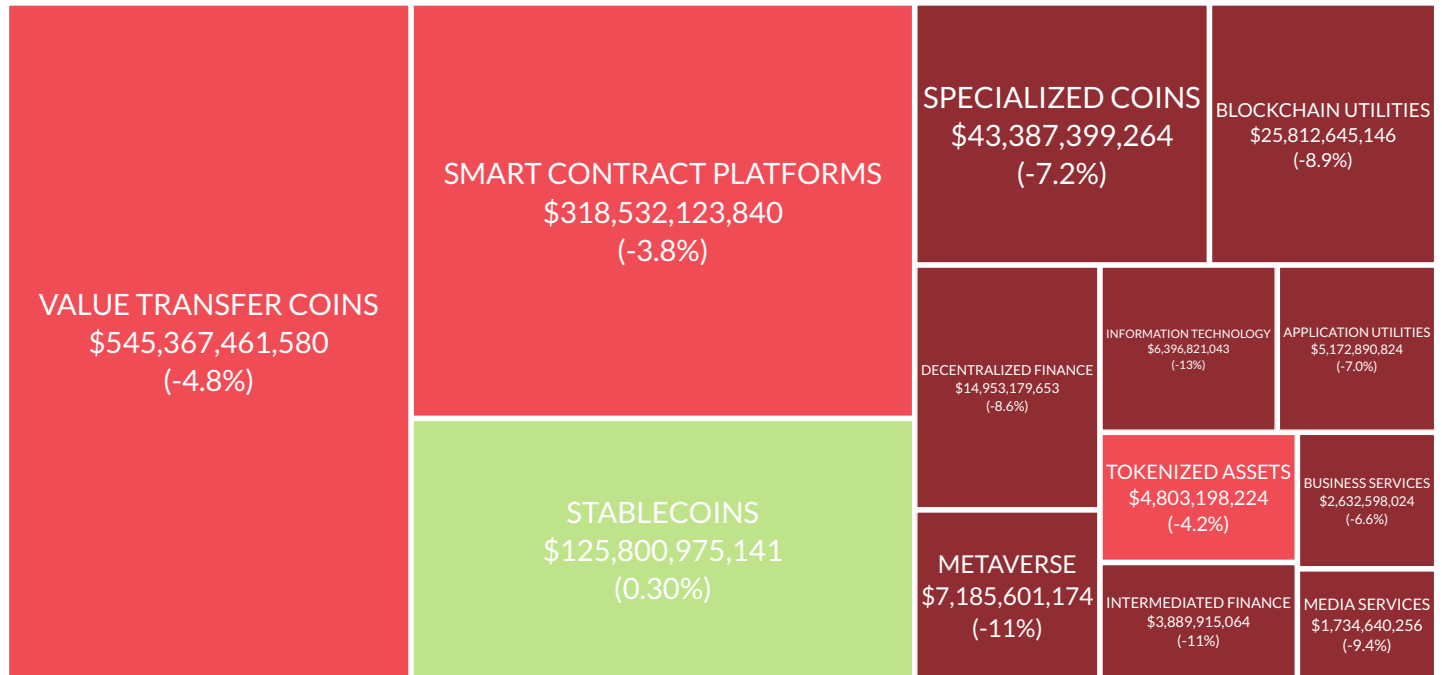 VALUE TRANSFER COINS
$545,367,461,580
(-4.8%)
SMART CONTRACT PLATFORMS
$318,532,123,840
(-3.8%)
STABLECOINS
$125,800,975,141
(0.30%)
SPECIALIZED COINS
$43,387,399,264
(-7.2%)
BLOCKCHAIN UTILITIES
$25,812,645,146
(-8.9%)
DECENTRALIZED FINANCE
$14,953,179,653
(-8.6%)
INFORMATION TECHNOLOGY
$6,396,821,043
(-13%)
APPLICATION UTILITIES
$5,172,890,824
(-7.0%)
METAVERSE
$7,185,601,174
(-11%)
TOKENIZED ASSETS
$4,803,198,224
(-4.2%)
BUSINESS SERVICES
$2,632,598,024
(-6.6%)
INTERMEDIATED FINANCE
$3,889,915,064
(-11%)
MEDIA SERVICES
$1,734,640,256
(-9.4%)